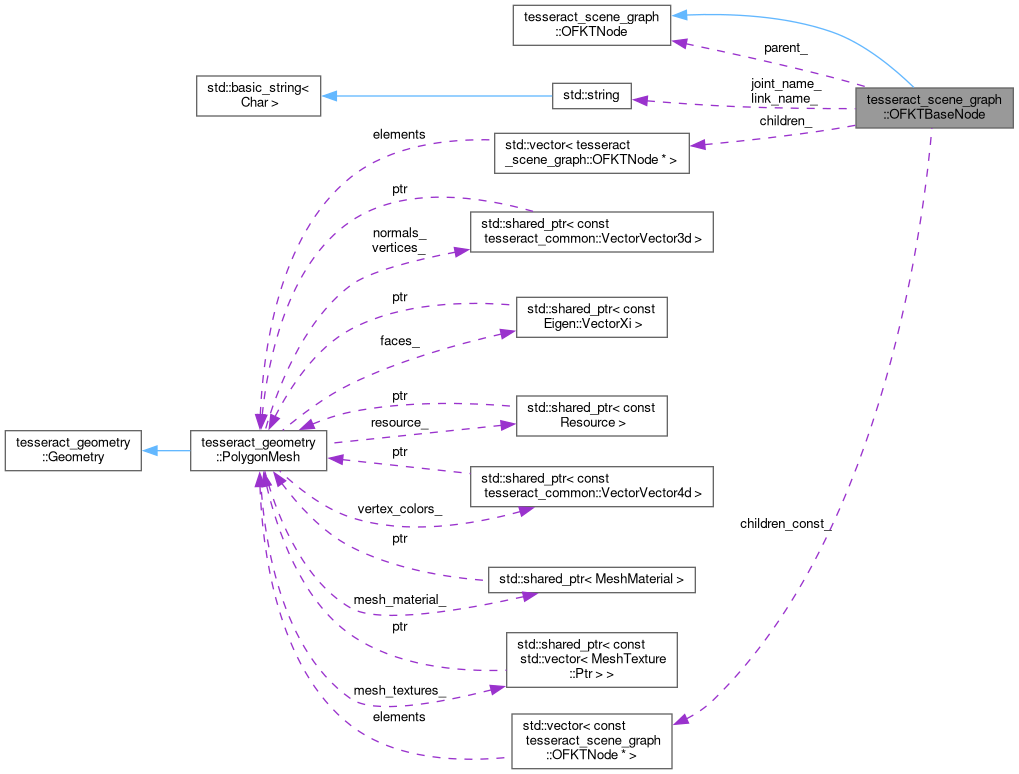 tesseract_scene_graph
::OFKTNode
parent_
std::basic_string<
Char >
std::string
joint_name_
link_name_
tesseract_scene_graph
::OFKTBaseNode
children_
elements
std::vector< tesseract
_scene_graph::OFKTNode * >
ptr
std::shared_ptr< const
tesseract_common::VectorVector3d >
normals_
vertices_
ptr
std::shared_ptr< const
Eigen::VectorXi >
faces_
ptr
std::shared_ptr< const
Resource >
resource_
tesseract_geometry
::Geometry
tesseract_geometry
::PolygonMesh
ptr
std::shared_ptr< const
tesseract_common::VectorVector4d >
vertex_colors_
children_const_
ptr
std::shared_ptr< MeshMaterial >
mesh_material_
ptr
std::shared_ptr< const
std::vector< MeshTexture
::Ptr > >
mesh_textures_
elements
std::vector< const
tesseract_scene_graph
::OFKTNode * >